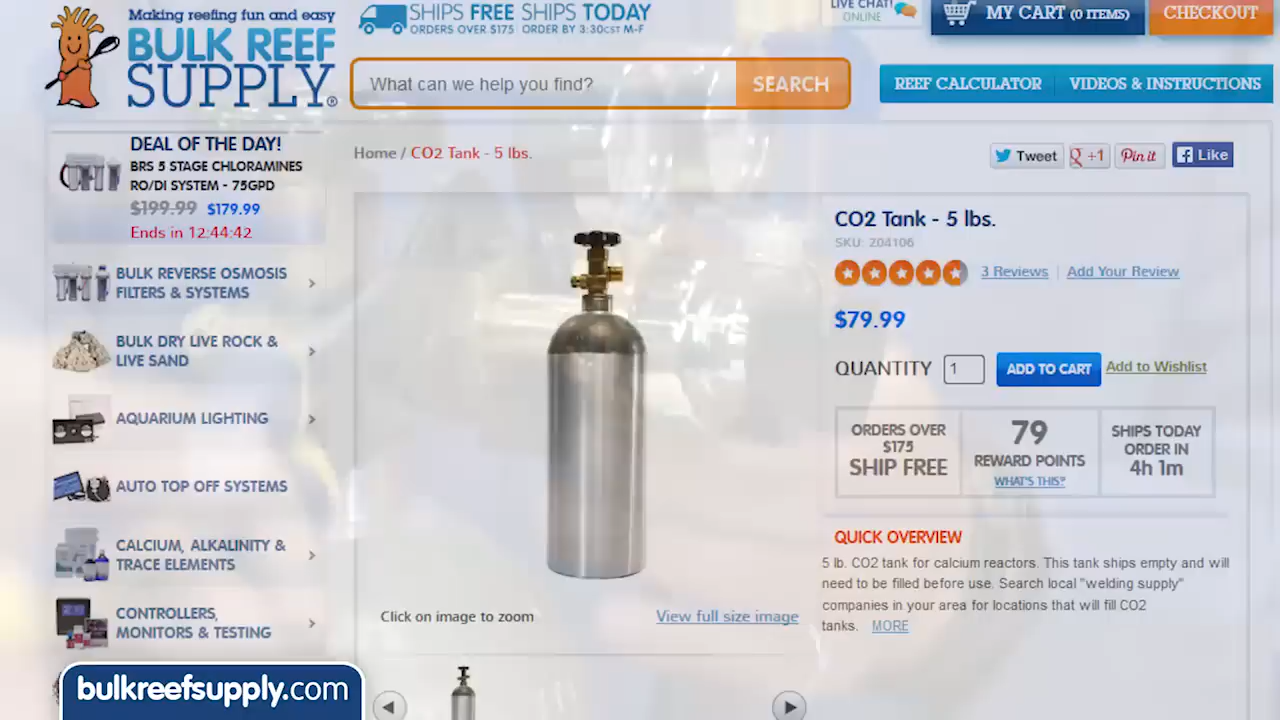 Making reefing fun and easy
BULK REEF
SUPPLY®
SHIPS FREE
ORDERS OVER $175
SHIPS TODAY
ORDER BY 3:30CST M-F
LIVE CHAT!
ONLINE
MY CART (0 ITEMS)
CHECKOUT
What can we help you find?
SEARCH
REEF CALCULATOR
VIDEOS & INSTRUCTIONS
DEAL OF THE DAY!
BRS 5 STAGE CHLORAMINES
RO/DI SYSTEM - 75GPD
$199.99 $179.99
Ends in 12:44:42
BULK REVERSE OSMOSIS
FILTERS & SYSTEMS
BULK DRY LIVE ROCK &
LIVE SAND
AQUARIUM LIGHTING
AUTO TOP OFF SYSTEMS
CALCIUM, ALKALINITY &
TRACE ELEMENTS
CONTROLLERS,
MONITORS & TESTING
Home / CO2 Tank - 5 lbs.
Tweet
g +1
Pin it
Like
Click on image to zoom
View full size image
CO2 Tank - 5 lbs.
SKU: 204106
3 Reviews | Add Your Review
$79.99
QUANTITY 1 ADD TO CART Add to Wishlist
ORDERS OVER
$175
SHIP FREE
79
REWARD POINTS
WHAT'S THIS?
SHIPS TODAY
ORDER IN
4h 1m
QUICK OVERVIEW
5 lb. CO2 tank for calcium reactors. This tank ships empty and will
need to be filled before use. Search local "welding supply"
companies in your area for locations that will fill CO2
tanks. MORE
bulkreefsupply.com